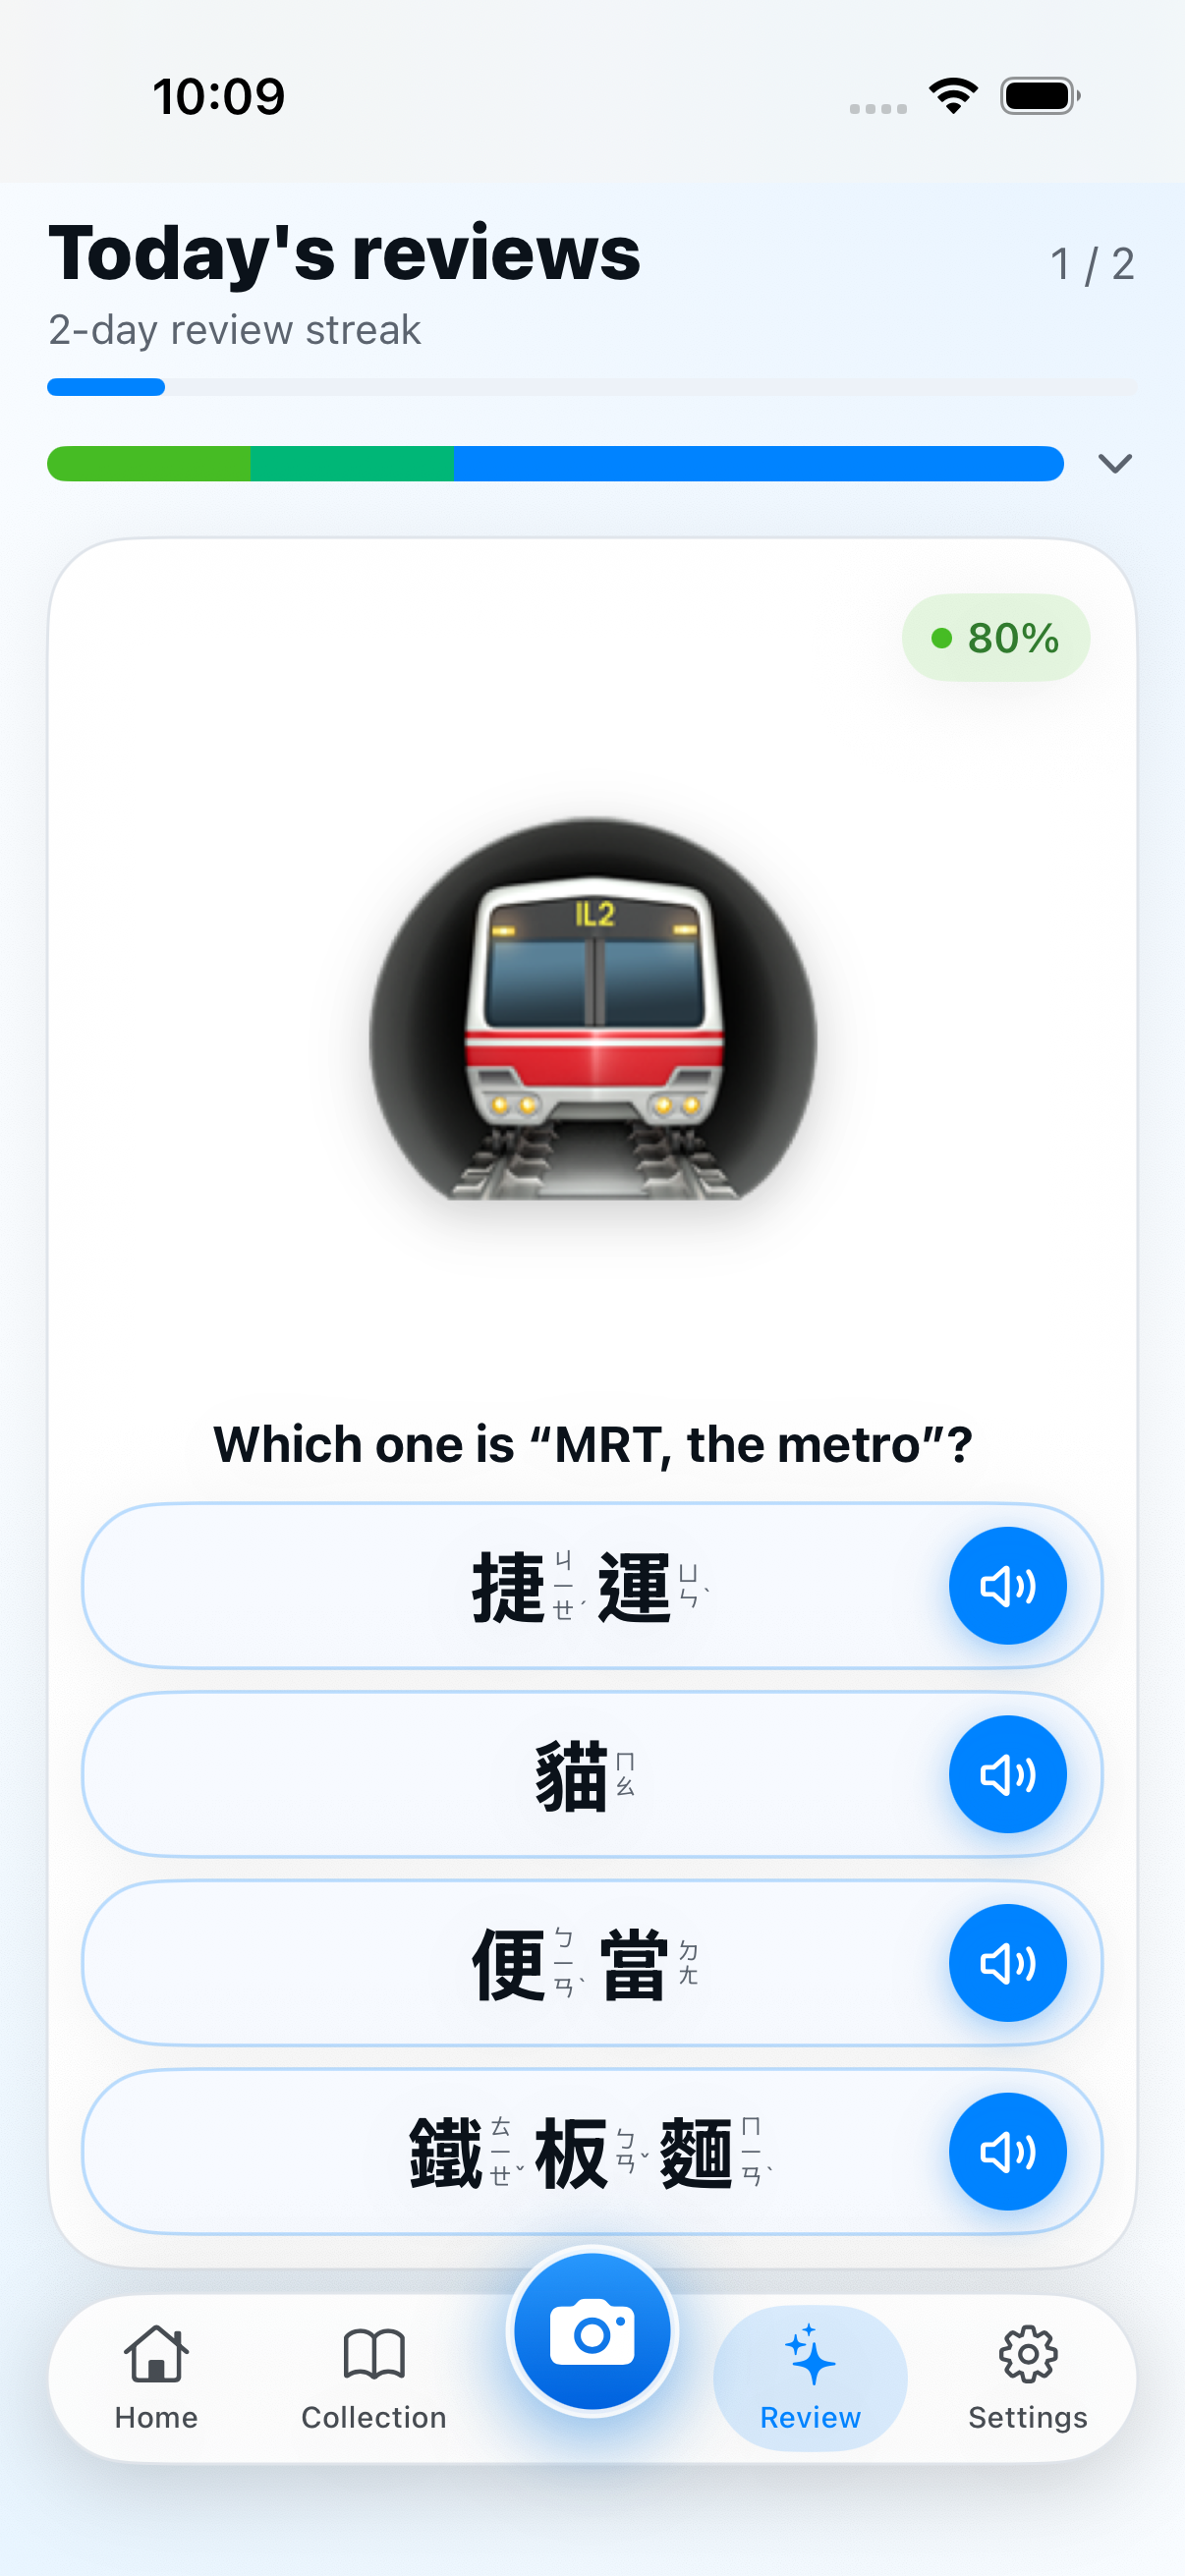 10:09
Today's reviews
1 / 2
2-day review streak
80%
IL2
Which one is “MRT, the metro”?
捷ㄐㄧㄝˊ運ㄩㄣˋ
貓ㄇㄠ
便ㄅㄧㄢˋ當ㄉㄤ
鐵ㄊㄧㄝˇ板ㄅㄢˇ麵ㄇㄧㄢˋ
Home
Collection
Review
Settings